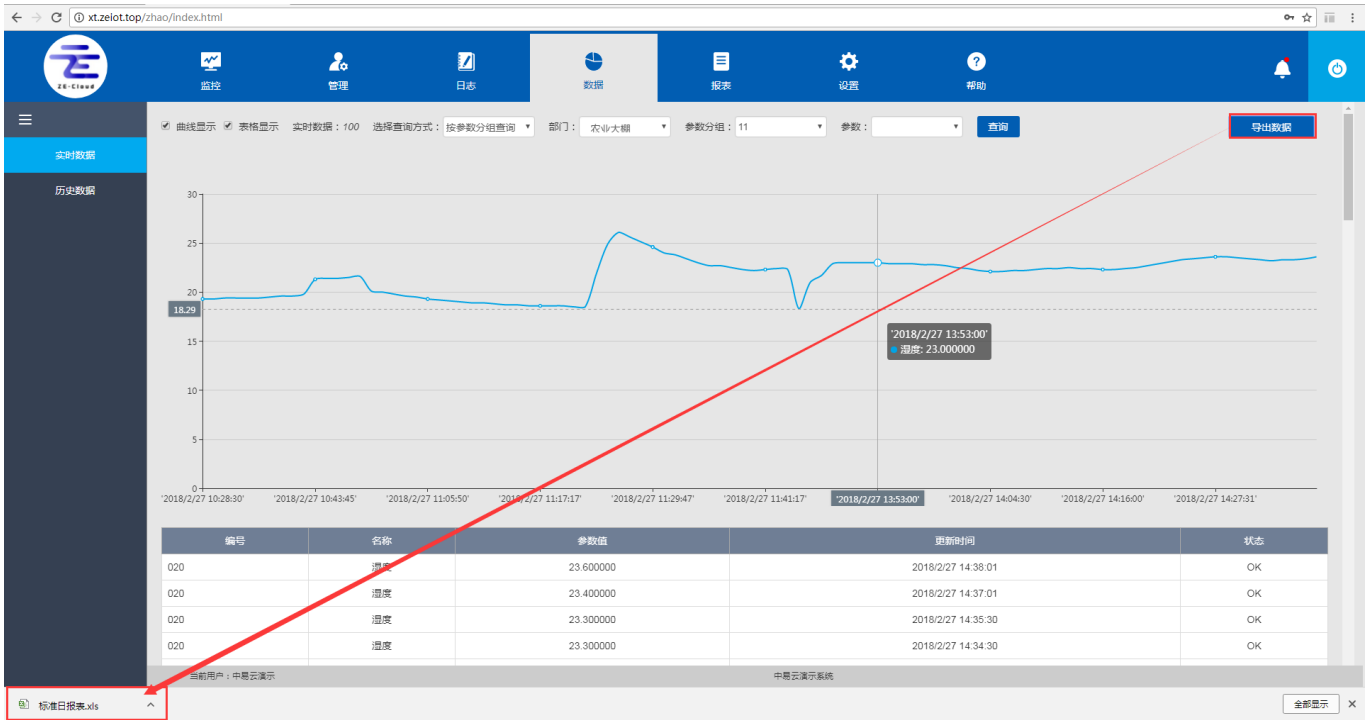 xt.zeiot.top/zhao/index.html
ZE-Cloud
监控 管理 日志 数据 报表 设置 帮助
实时数据
历史数据
曲线显示 表格显示 实时数据：100 选择查询方式：按参数分组查询 部门：农业大棚 参数分组：11 参数： 查询 导出数据
30
25
20
18.29
15
10
5
0
'2018/2/27 13:53:00'
湿度: 23.000000
'2018/2/27 10:28:30' '2018/2/27 10:43:45' '2018/2/27 11:05:50' '2018/2/27 11:17:17' '2018/2/27 11:29:47' '2018/2/27 11:41:17' '2018/2/27 13:53:00' '2018/2/27 14:04:30' '2018/2/27 14:16:00' '2018/2/27 14:27:31'
编号 名称 参数值 更新时间 状态
020 湿度 23.600000 2018/2/27 14:38:01 OK
020 湿度 23.400000 2018/2/27 14:37:01 OK
020 湿度 23.300000 2018/2/27 14:35:30 OK
020 湿度 23.300000 2018/2/27 14:34:30 OK
当前用户：中易云演示 中易云演示系统
标准日报表.xls 全部显示